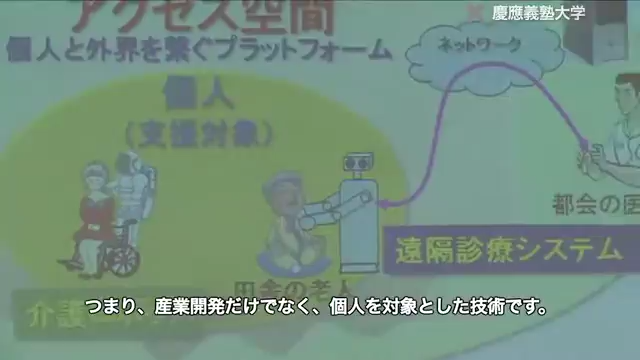 慶應義塾大学
アクセス空間
個人と外界を繋ぐプラットフォーム
ネットワーク
個人
(支援対象)
都会の医
遠隔診療システム
田舎の老人
介護
つまり、産業開発だけでなく、個人を対象とした技術です。